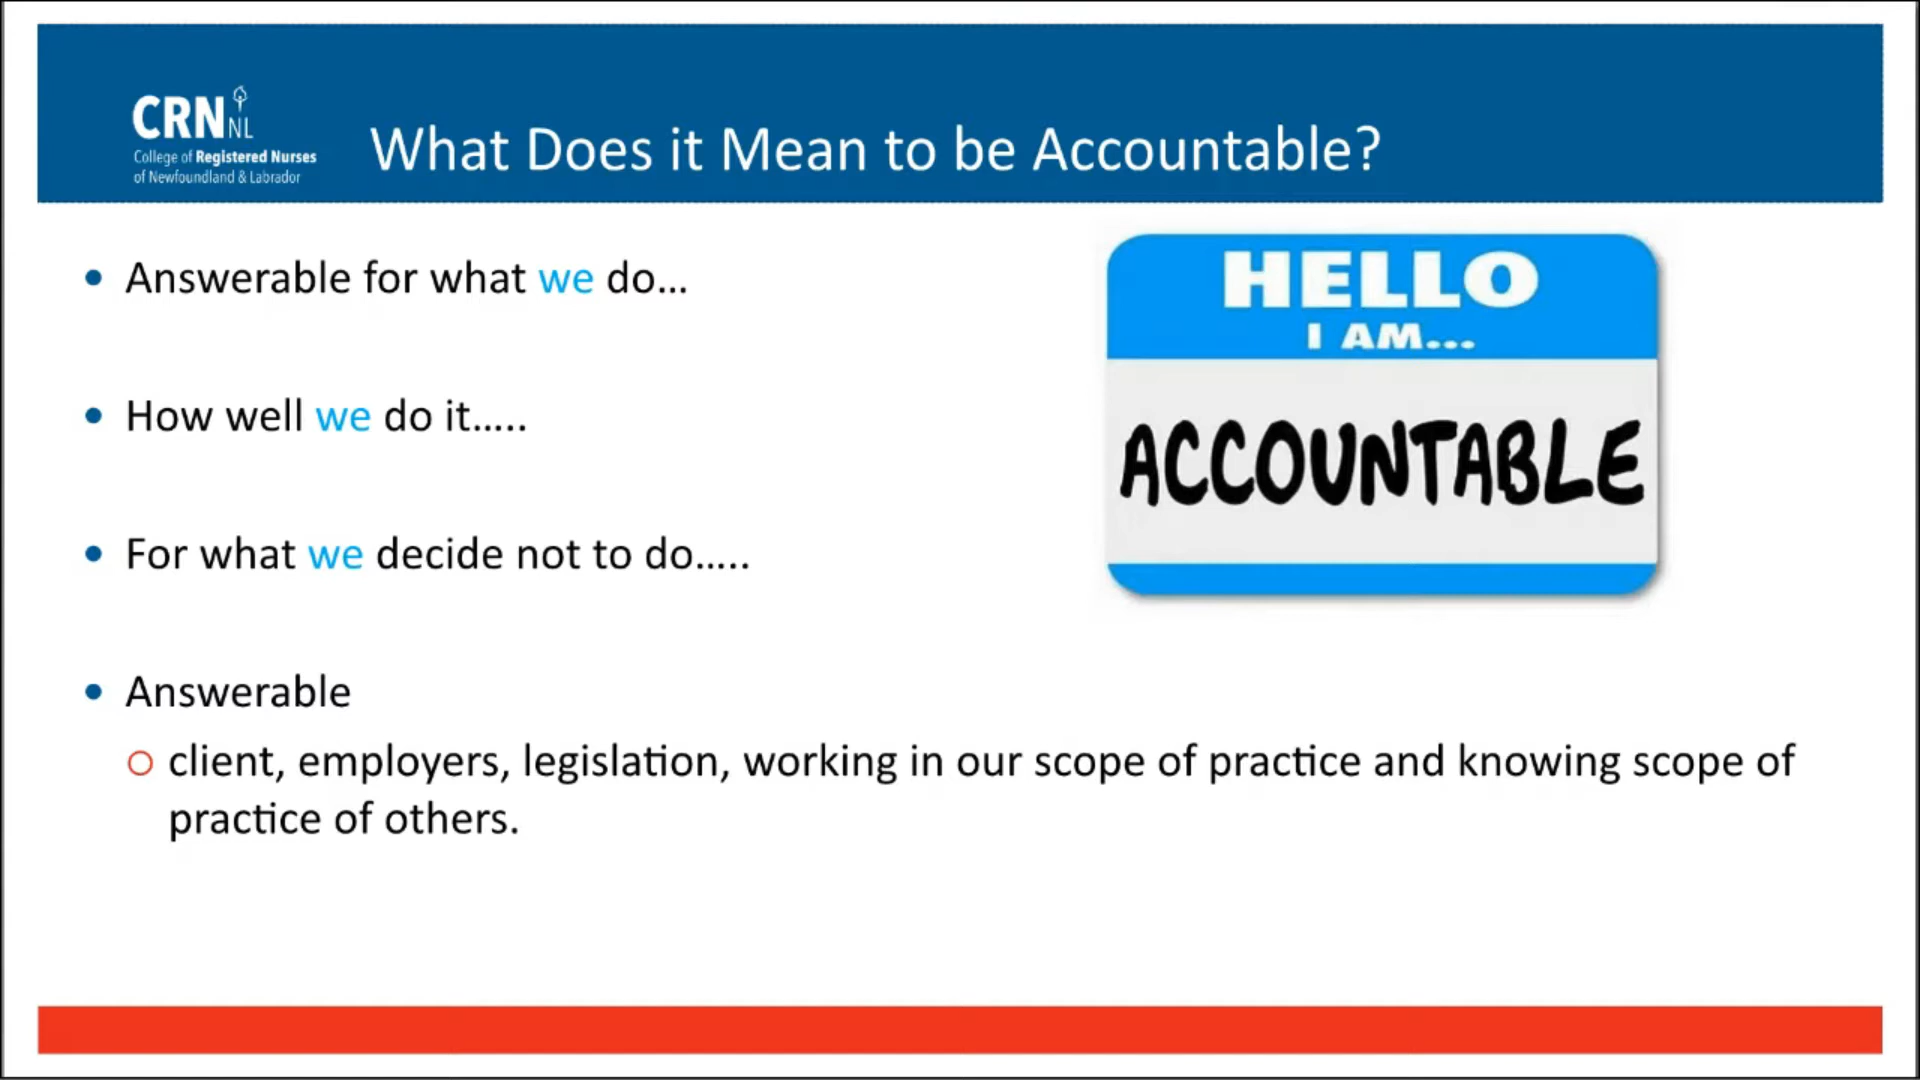 CRN NL
College of Registered Nurses
of Newfoundland & Labrador
What Does it Mean to be Accountable?
• Answerable for what we do...
• How well we do it.....
• For what we decide not to do.....
• Answerable
○ client, employers, legislation, working in our scope of practice and knowing scope of
practice of others.
HELLO
I AM...
ACCOUNTABLE